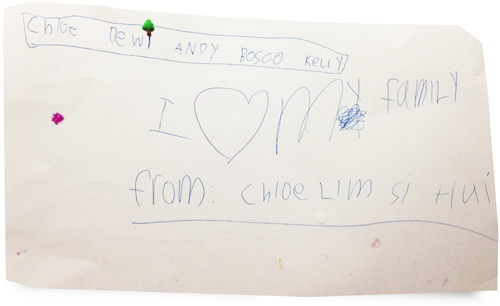 Chloe Dewi ANDY BOSCO KELLY
I ♡ My family
from: Chloe Lim Si Hui